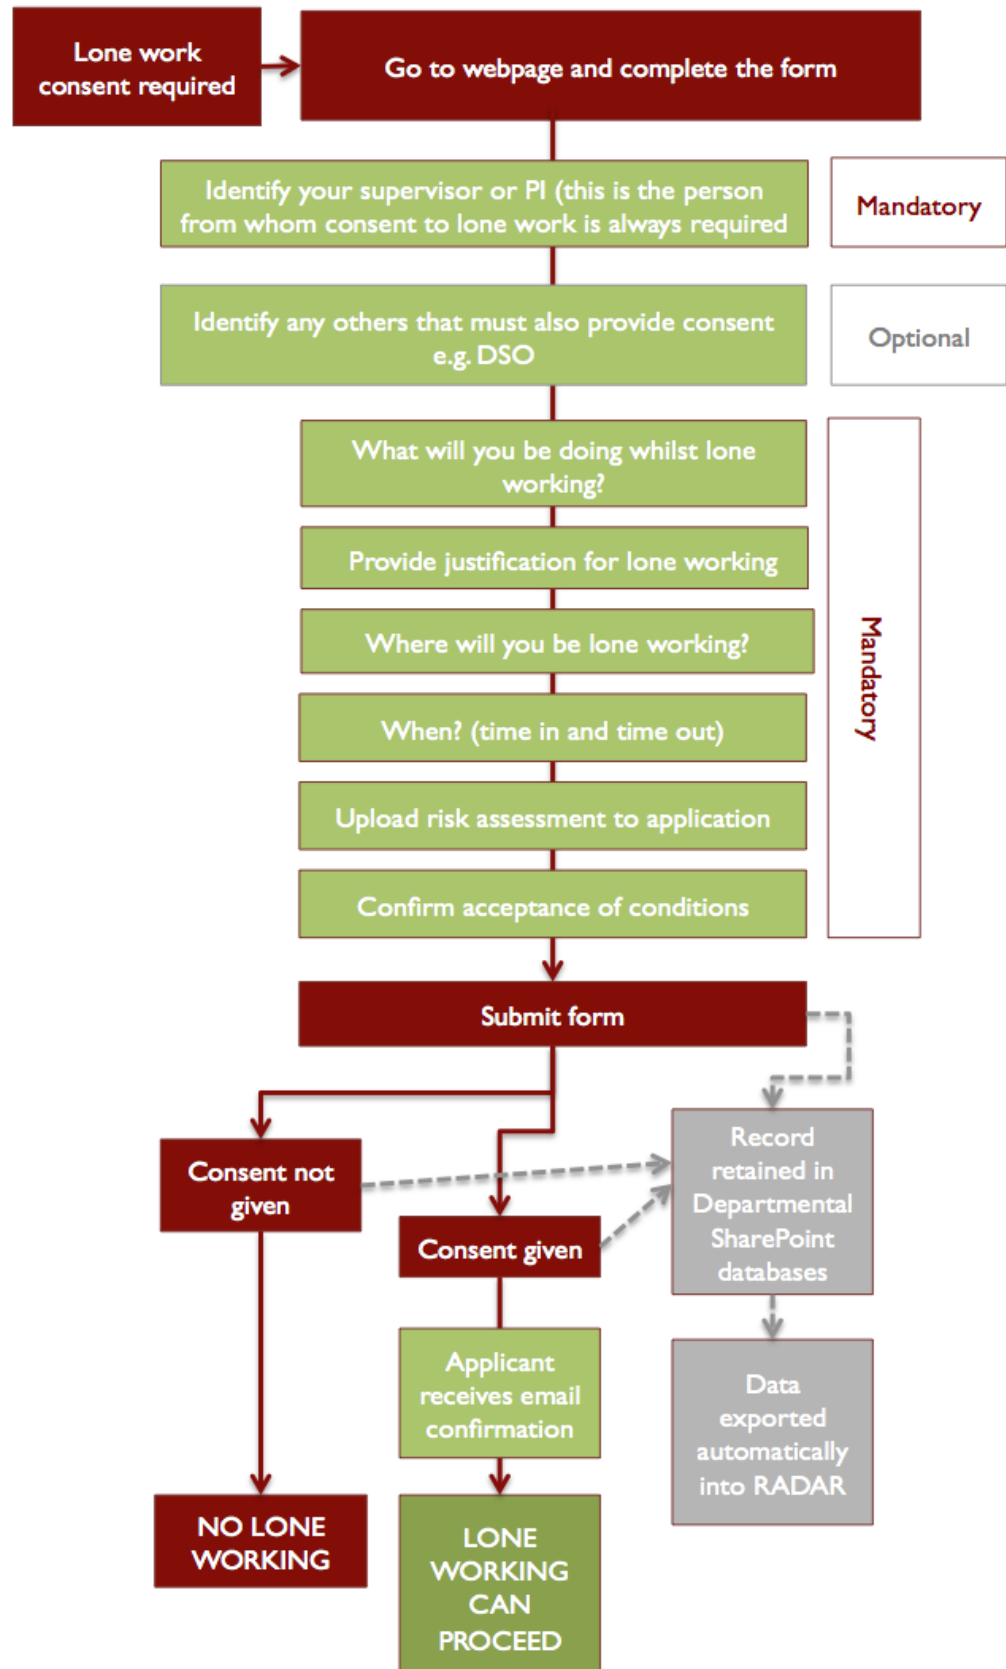 Lone work
consent required
Go to webpage and complete the form
Identify your supervisor or PI (this is the person
from whom consent to lone work is always required
Mandatory
Identify any others that must also provide consent
e.g. DSO
Optional
What will you be doing whilst lone
working?
Provide justification for lone working
Where will you be lone working?
When? (time in and time out)
Upload risk assessment to application
Confirm acceptance of conditions
Mandatory
Submit form
Consent not
given
Consent given
Record
retained in
Departmental
SharePoint
databases
Applicant
receives email
confirmation
Data
exported
automatically
into RADAR
NO LONE
WORKING
LONE
WORKING
CAN
PROCEED